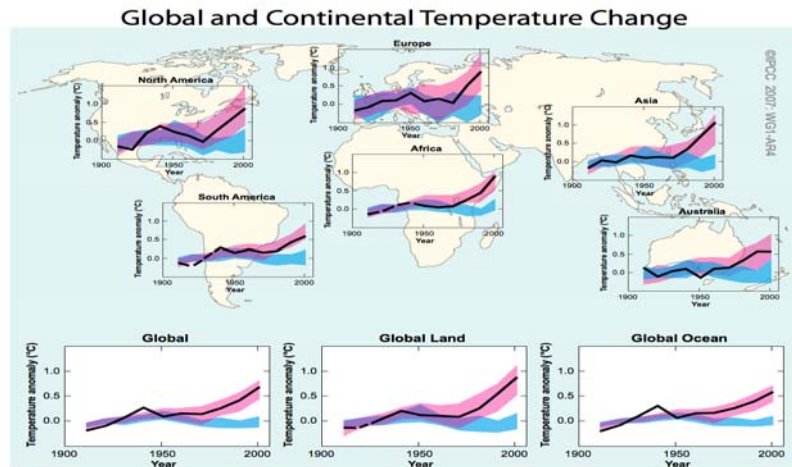 Global and Continental Temperature Change
Europe
Temperature anomaly (°C)
1.0
0.5
0.0
1900 1950 2000
Year
North America
Temperature anomaly (°C)
1.0
0.5
0.0
1900 1950 2000
Year
Asia
Temperature anomaly (°C)
1.0
0.5
0.0
1900 1950 2000
Year
©IPCC 2007: WG1-AR4
Africa
Temperature anomaly (°C)
1.0
0.5
0.0
1900 1950 2000
Year
South America
Temperature anomaly (°C)
1.0
0.5
0.0
1900 1950 2000
Year
Australia
Temperature anomaly (°C)
1.0
0.5
0.0
1900 1950 2000
Year
Global
Temperature anomaly (°C)
1.0
0.5
0.0
1900 1950 2000
Year
Global Land
Temperature anomaly (°C)
1.0
0.5
0.0
1900 1950 2000
Year
Global Ocean
Temperature anomaly (°C)
1.0
0.5
0.0
1900 1950 2000
Year